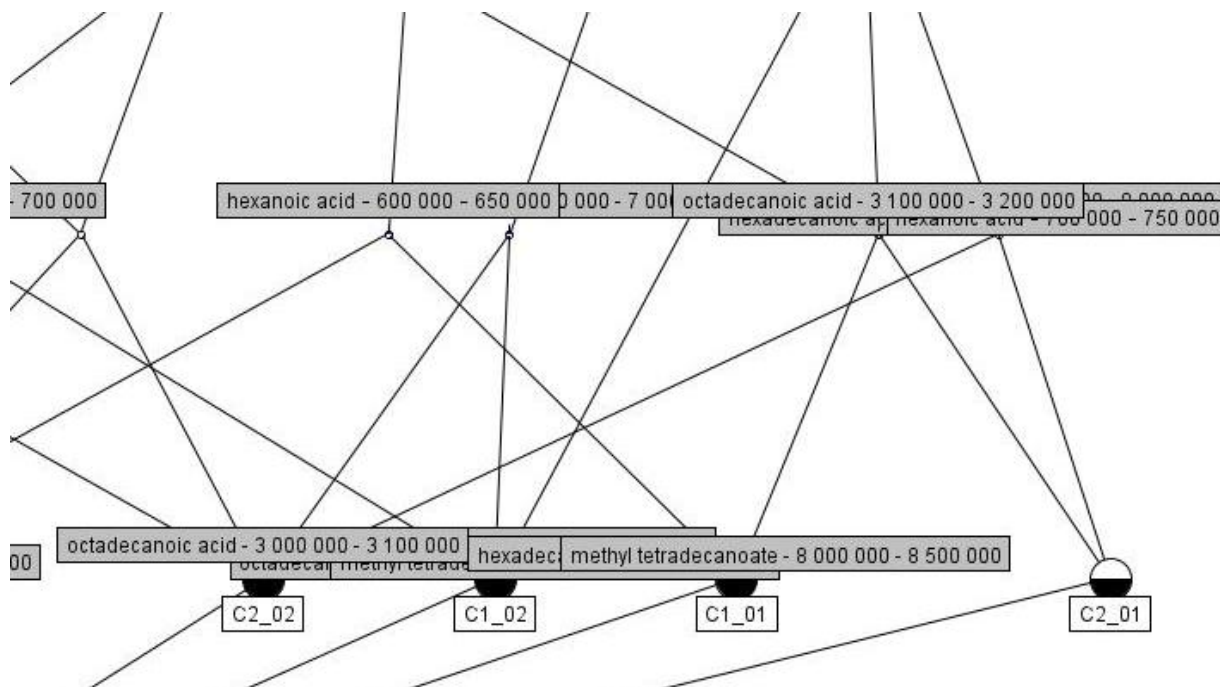 - 700 000
hexanoic acid - 600 000 - 650 000
000 - 7 00
octadecanoic acid - 3 100 000 - 3 200 000
hexanoic acid - 700 000 - 750 000
octadecanoic acid - 3 000 000 - 3 100 000
methyl tetradecanoate - 8 000 000 - 8 500 000
00
C2_02
C1_02
C1_01
C2_01